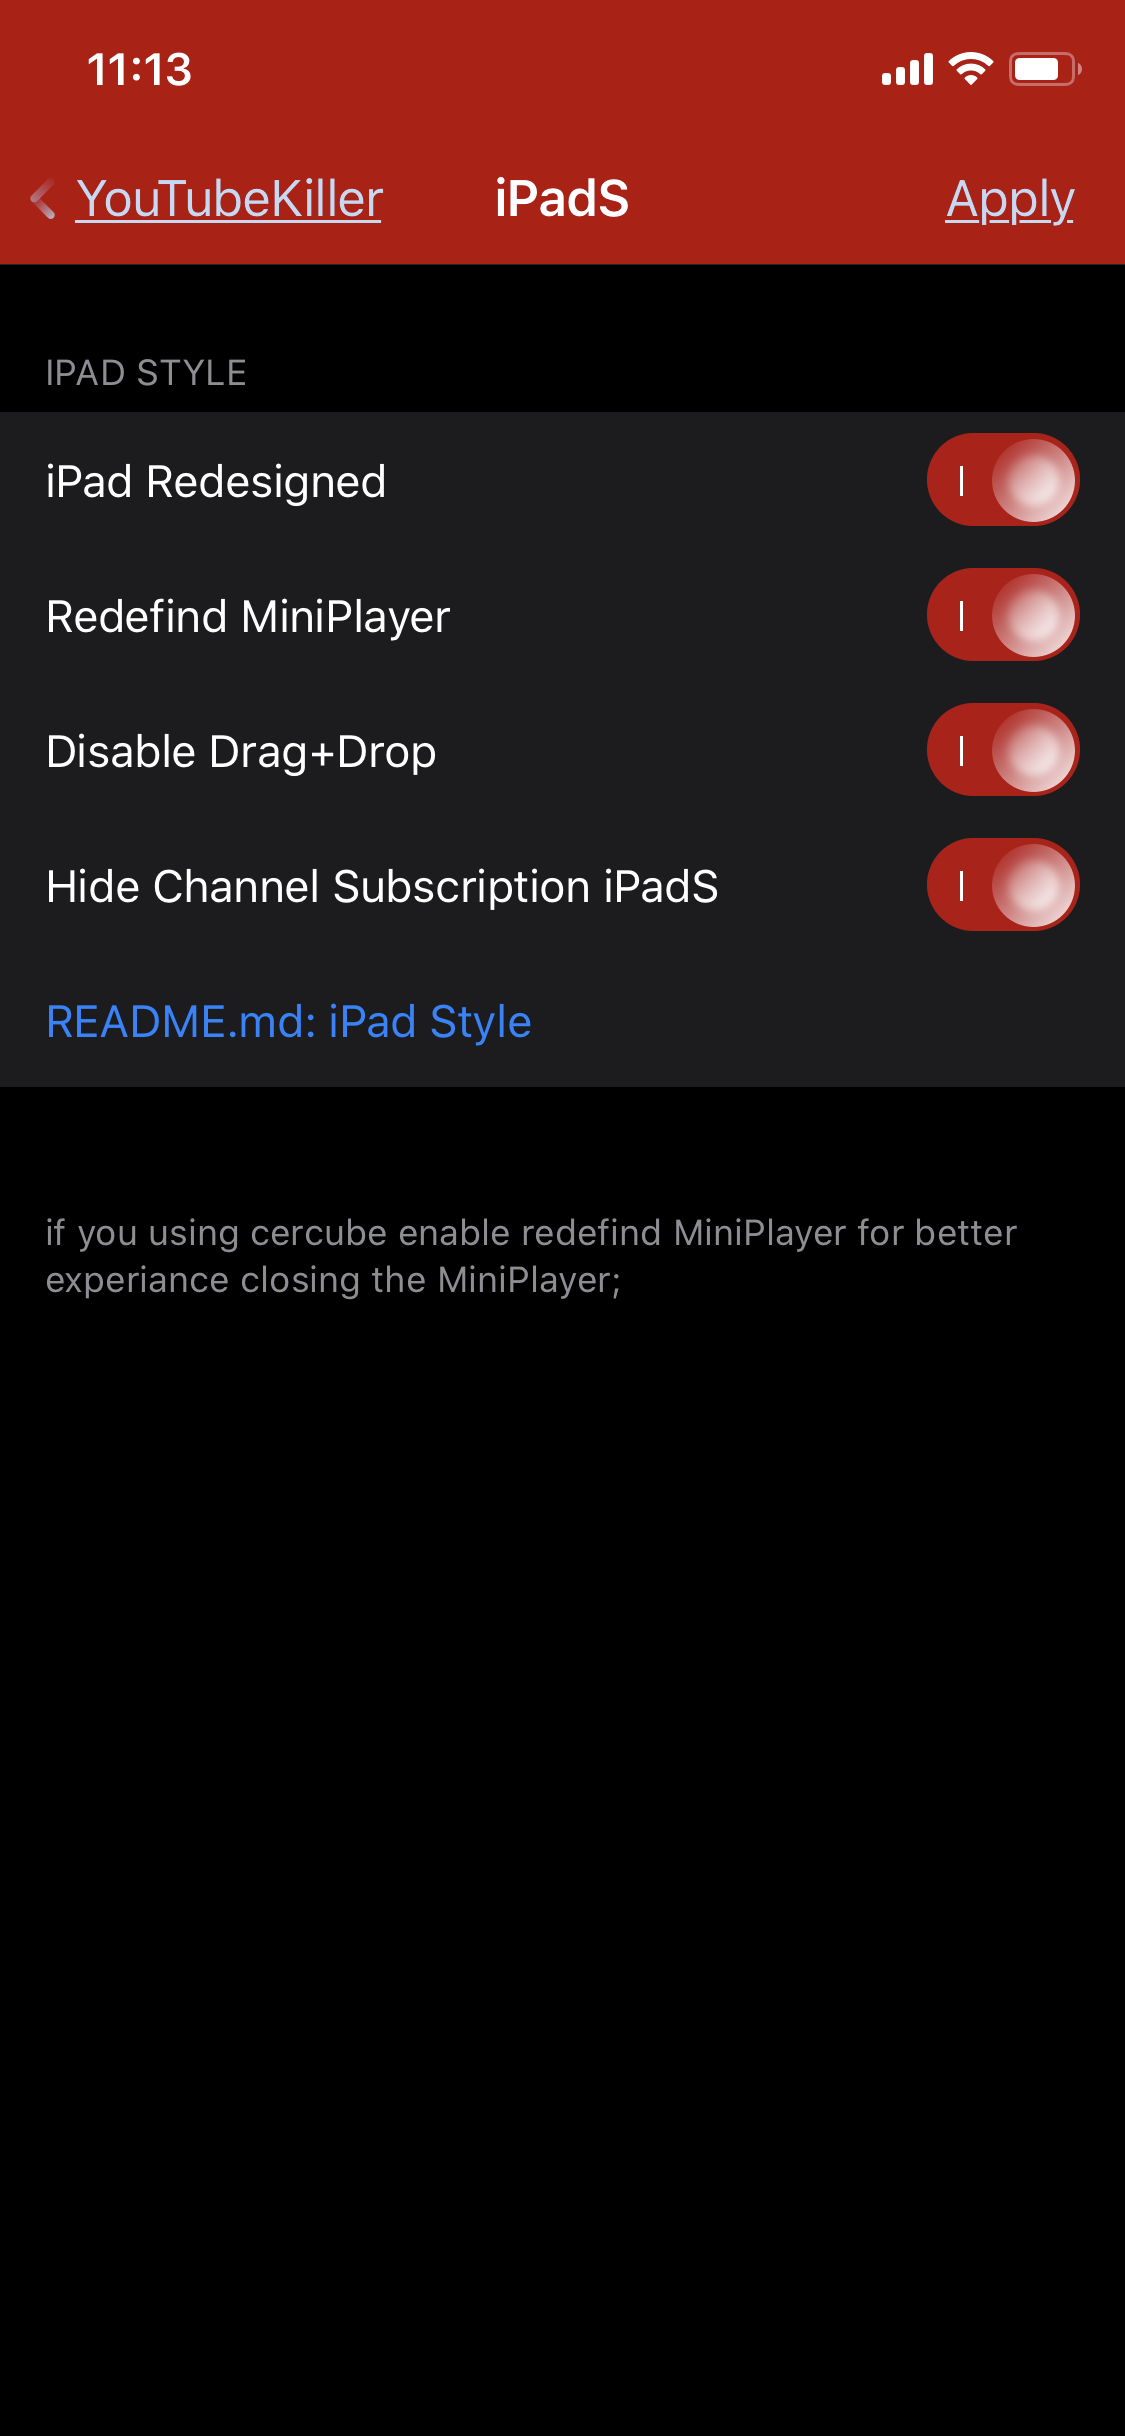 11:13
YouTubeKiller iPadS Apply
IPAD STYLE
iPad Redesigned
Redefind MiniPlayer
Disable Drag+Drop
Hide Channel Subscription iPadS
README.md: iPad Style
if you using cercube enable redefind MiniPlayer for better
experiance closing the MiniPlayer;